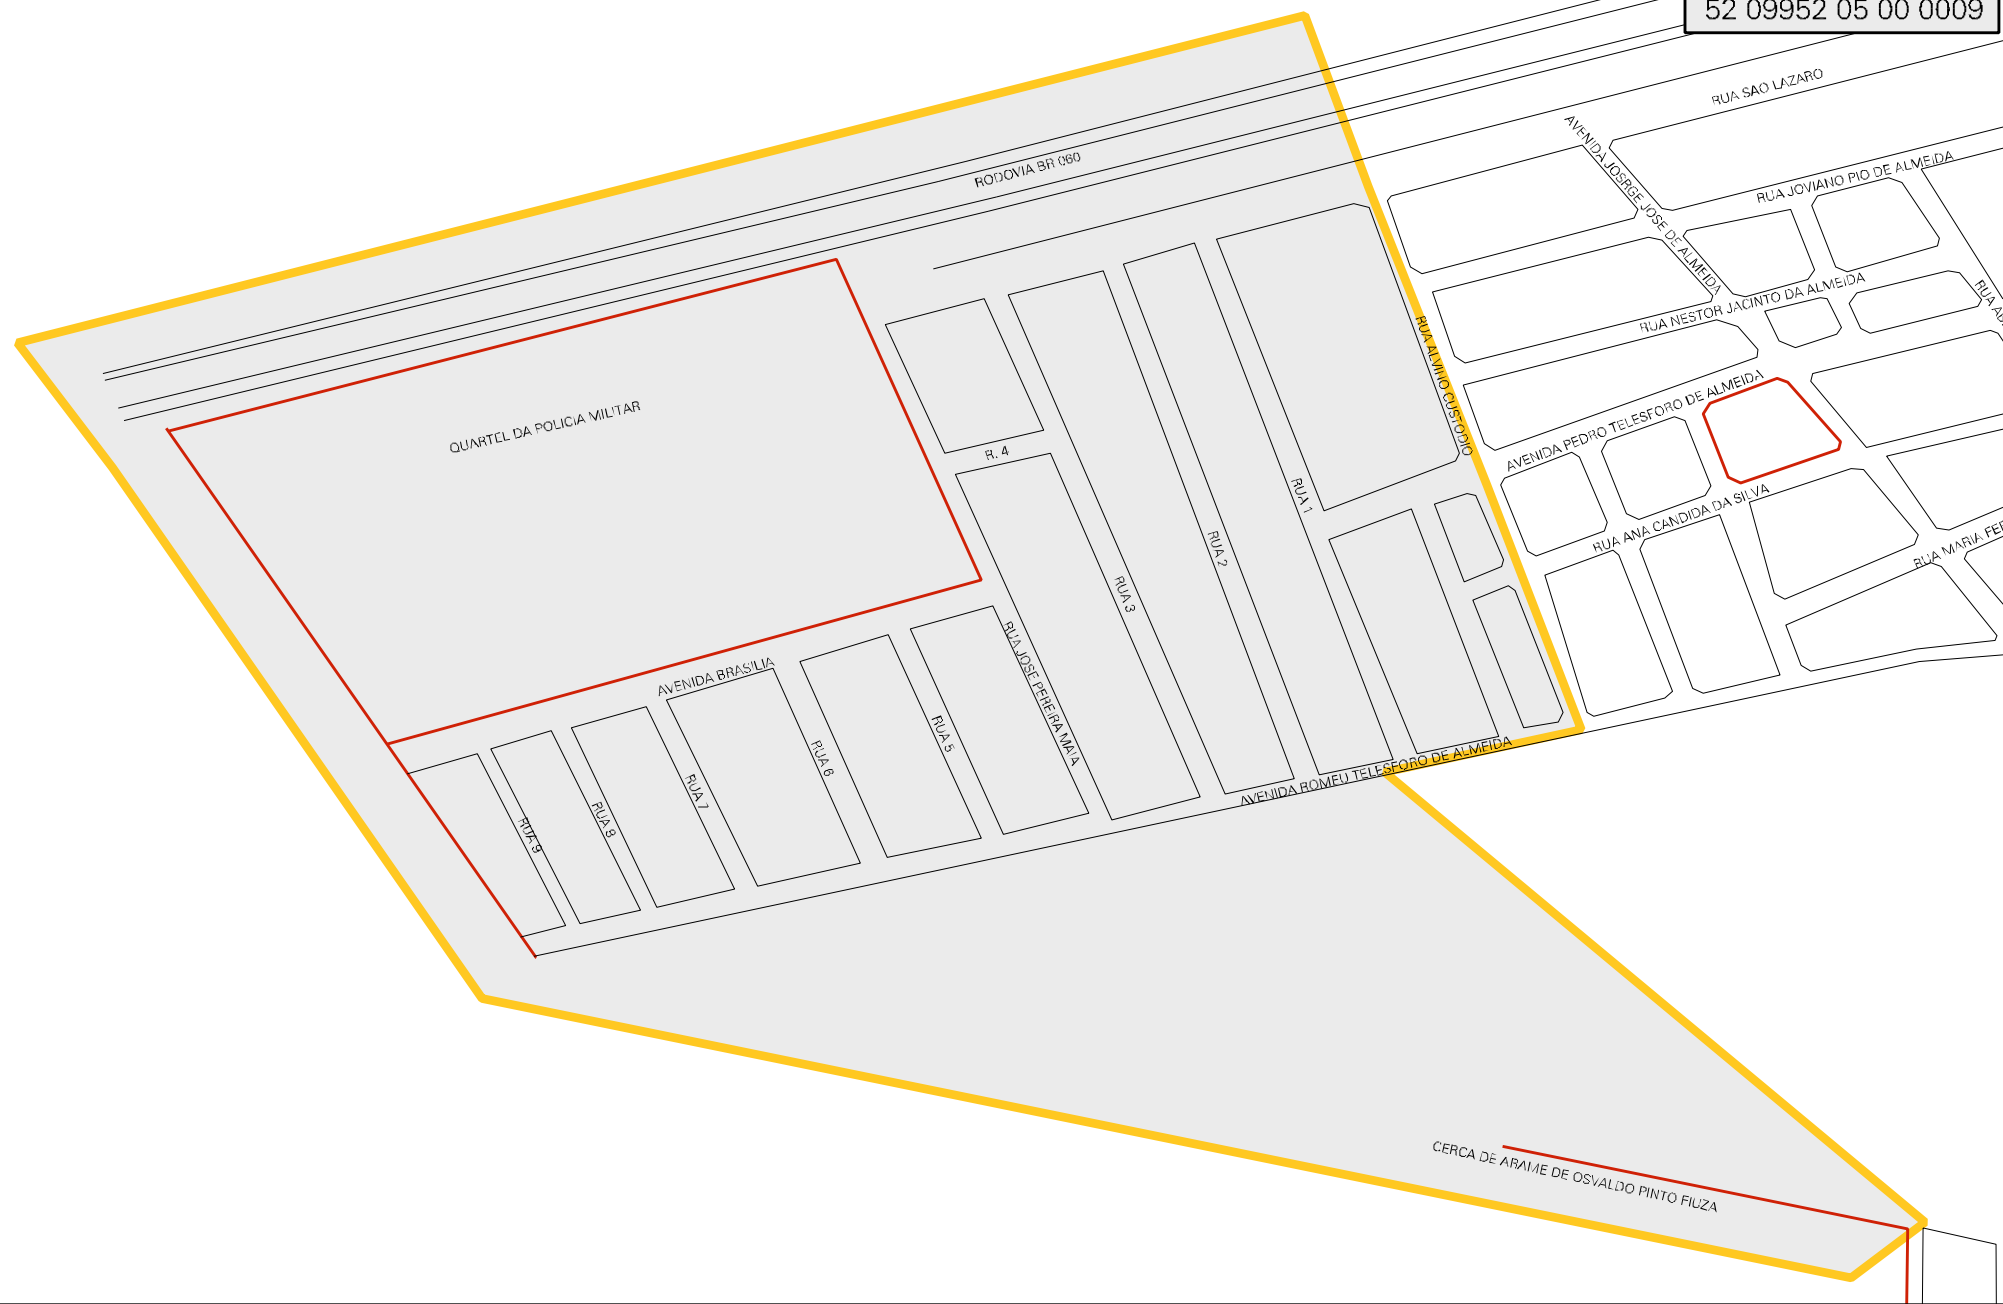 52 09952 05 00 0009
RUA SAO LAZARO
AVENIDA JOSRGE JOSE DE ALMEIDA
RUA JOVIANO PIO DE ALMEIDA
RODOVIA BR 060
RUA NESTOR JACINTO DA ALMEIDA
RUA ALVINO CUSTODIO
AVENIDA PEDRO TELESFORO DE ALMEIDA
QUARTEL DA POLICIA MILITAR
R. 4
RUA 1
RUA ANA CANDIDA DA SILVA
RUA 2
RUA MARIA FER
RUA 3
RUA JOSE PEREIRA MAIA
AVENIDA BRASILIA
RUA 5
RUA 6
RUA 7
RUA 8
RUA 9
AVENIDA ROMEU TELESFORO DE ALMEIDA
CERCA DE ARAME DE OSVALDO PINTO FIUZA